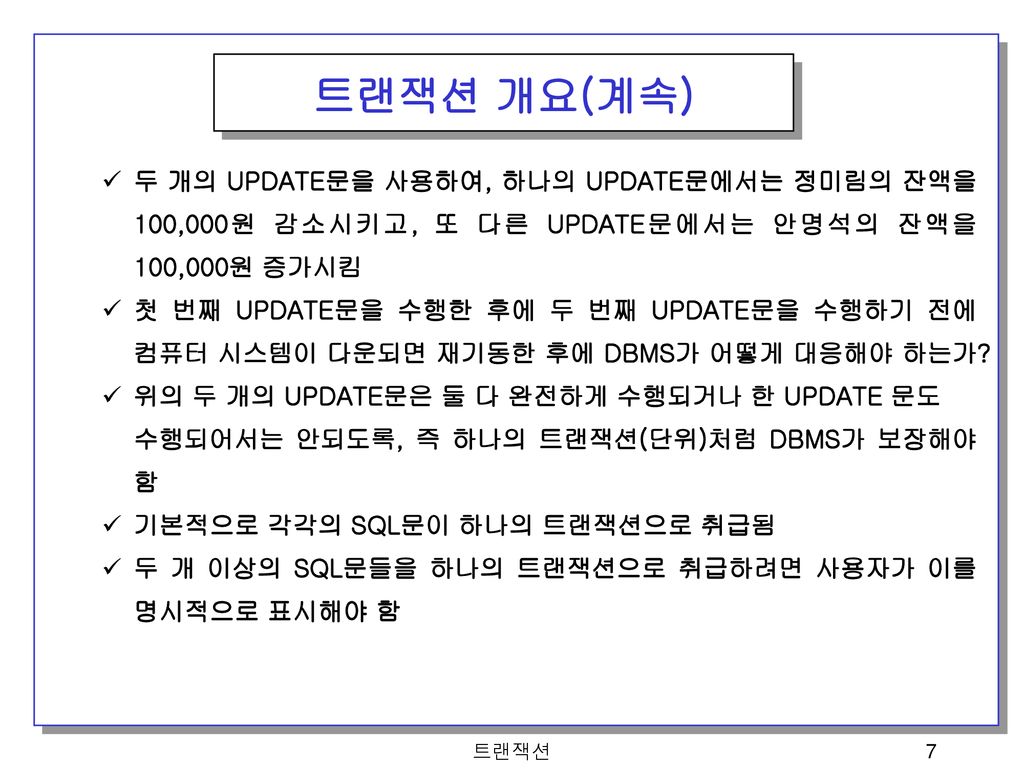 트랜잭션 개요(계속)
✓ 두 개의 UPDATE문을 사용하여, 하나의 UPDATE문에서는 정미림의 잔액을
100,000원 감소시키고, 또 다른 UPDATE문에서는 안명석의 잔액을
100,000원 증가시킴
✓ 첫 번째 UPDATE문을 수행한 후에 두 번째 UPDATE문을 수행하기 전에
컴퓨터 시스템이 다운되면 재기동한 후에 DBMS가 어떻게 대응해야 하는가?
✓ 위의 두 개의 UPDATE문은 둘 다 완전하게 수행되거나 한 UPDATE 문도
수행되어서는 안되도록, 즉 하나의 트랜잭션(단위)처럼 DBMS가 보장해야
함
✓ 기본적으로 각각의 SQL문이 하나의 트랜잭션으로 취급됨
✓ 두 개 이상의 SQL문들을 하나의 트랜잭션으로 취급하려면 사용자가 이를
명시적으로 표시해야 함
트랜잭션
7